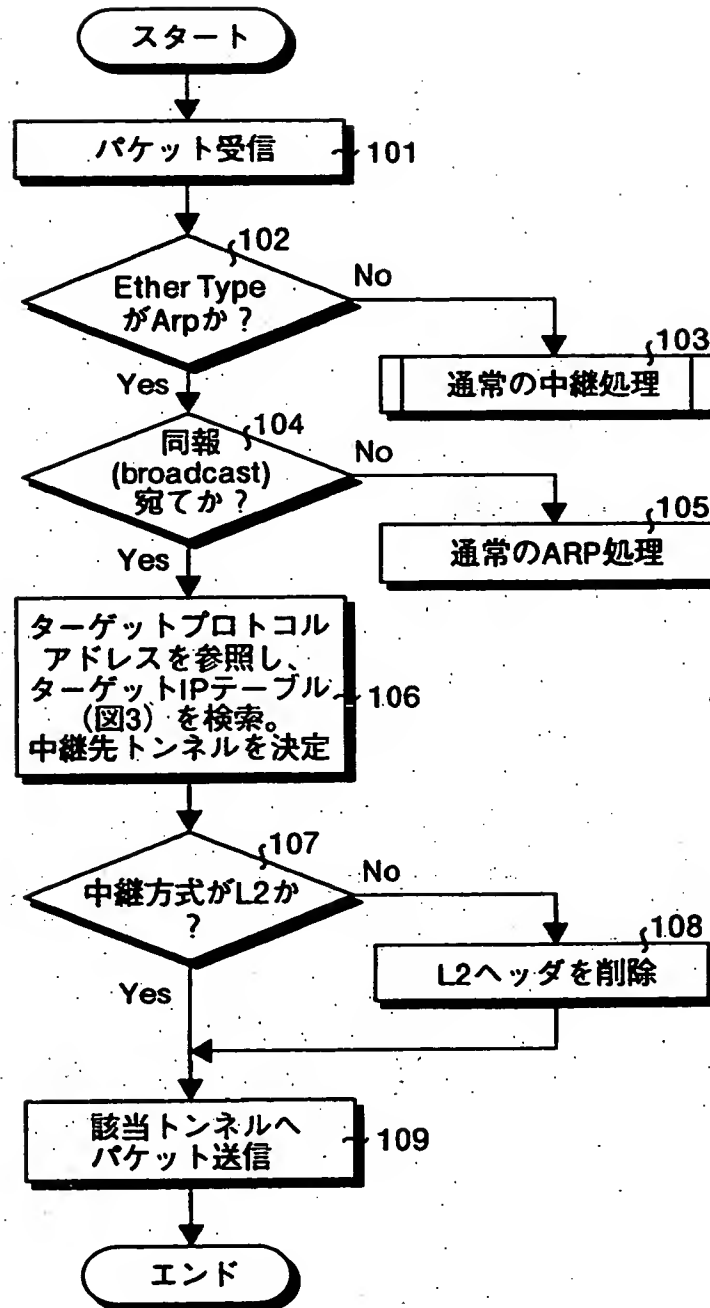 スタート
パケット受信
101
102
Ether Type
がArpか?
No
Yes
103
通常の中継処理
104
同報
(broadcast)
宛てか?
No
Yes
105
通常のARP処理
ターゲットプロトコル
アドレスを参照し、
ターゲットIPテーブル
(図3)を検索。
中継先トンネルを決定
106
107
中継方式がL2か
?
No
Yes
108
L2ヘッダを削除
該当トンネルへ
パケット送信
109
エンド